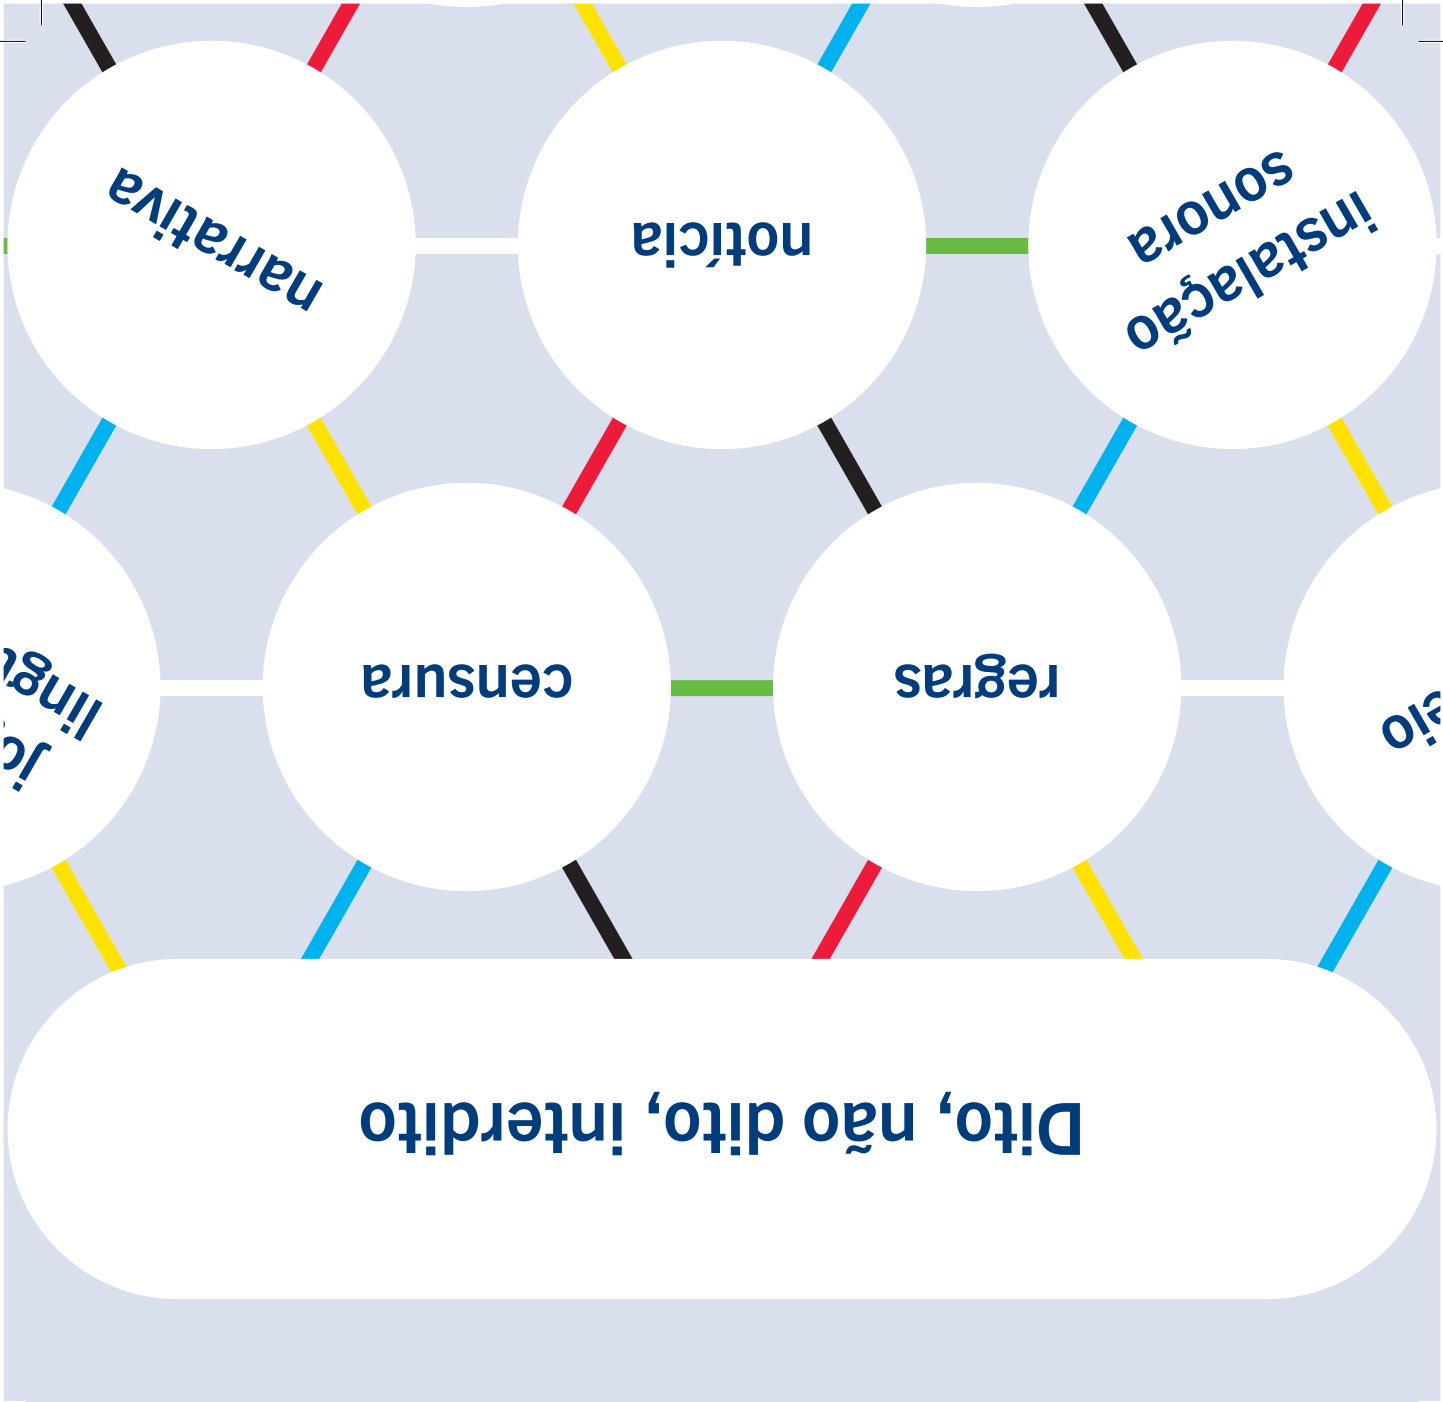 Dito, não dito, interdito
regras
censura
instalação
sonora
notícia
narrativa